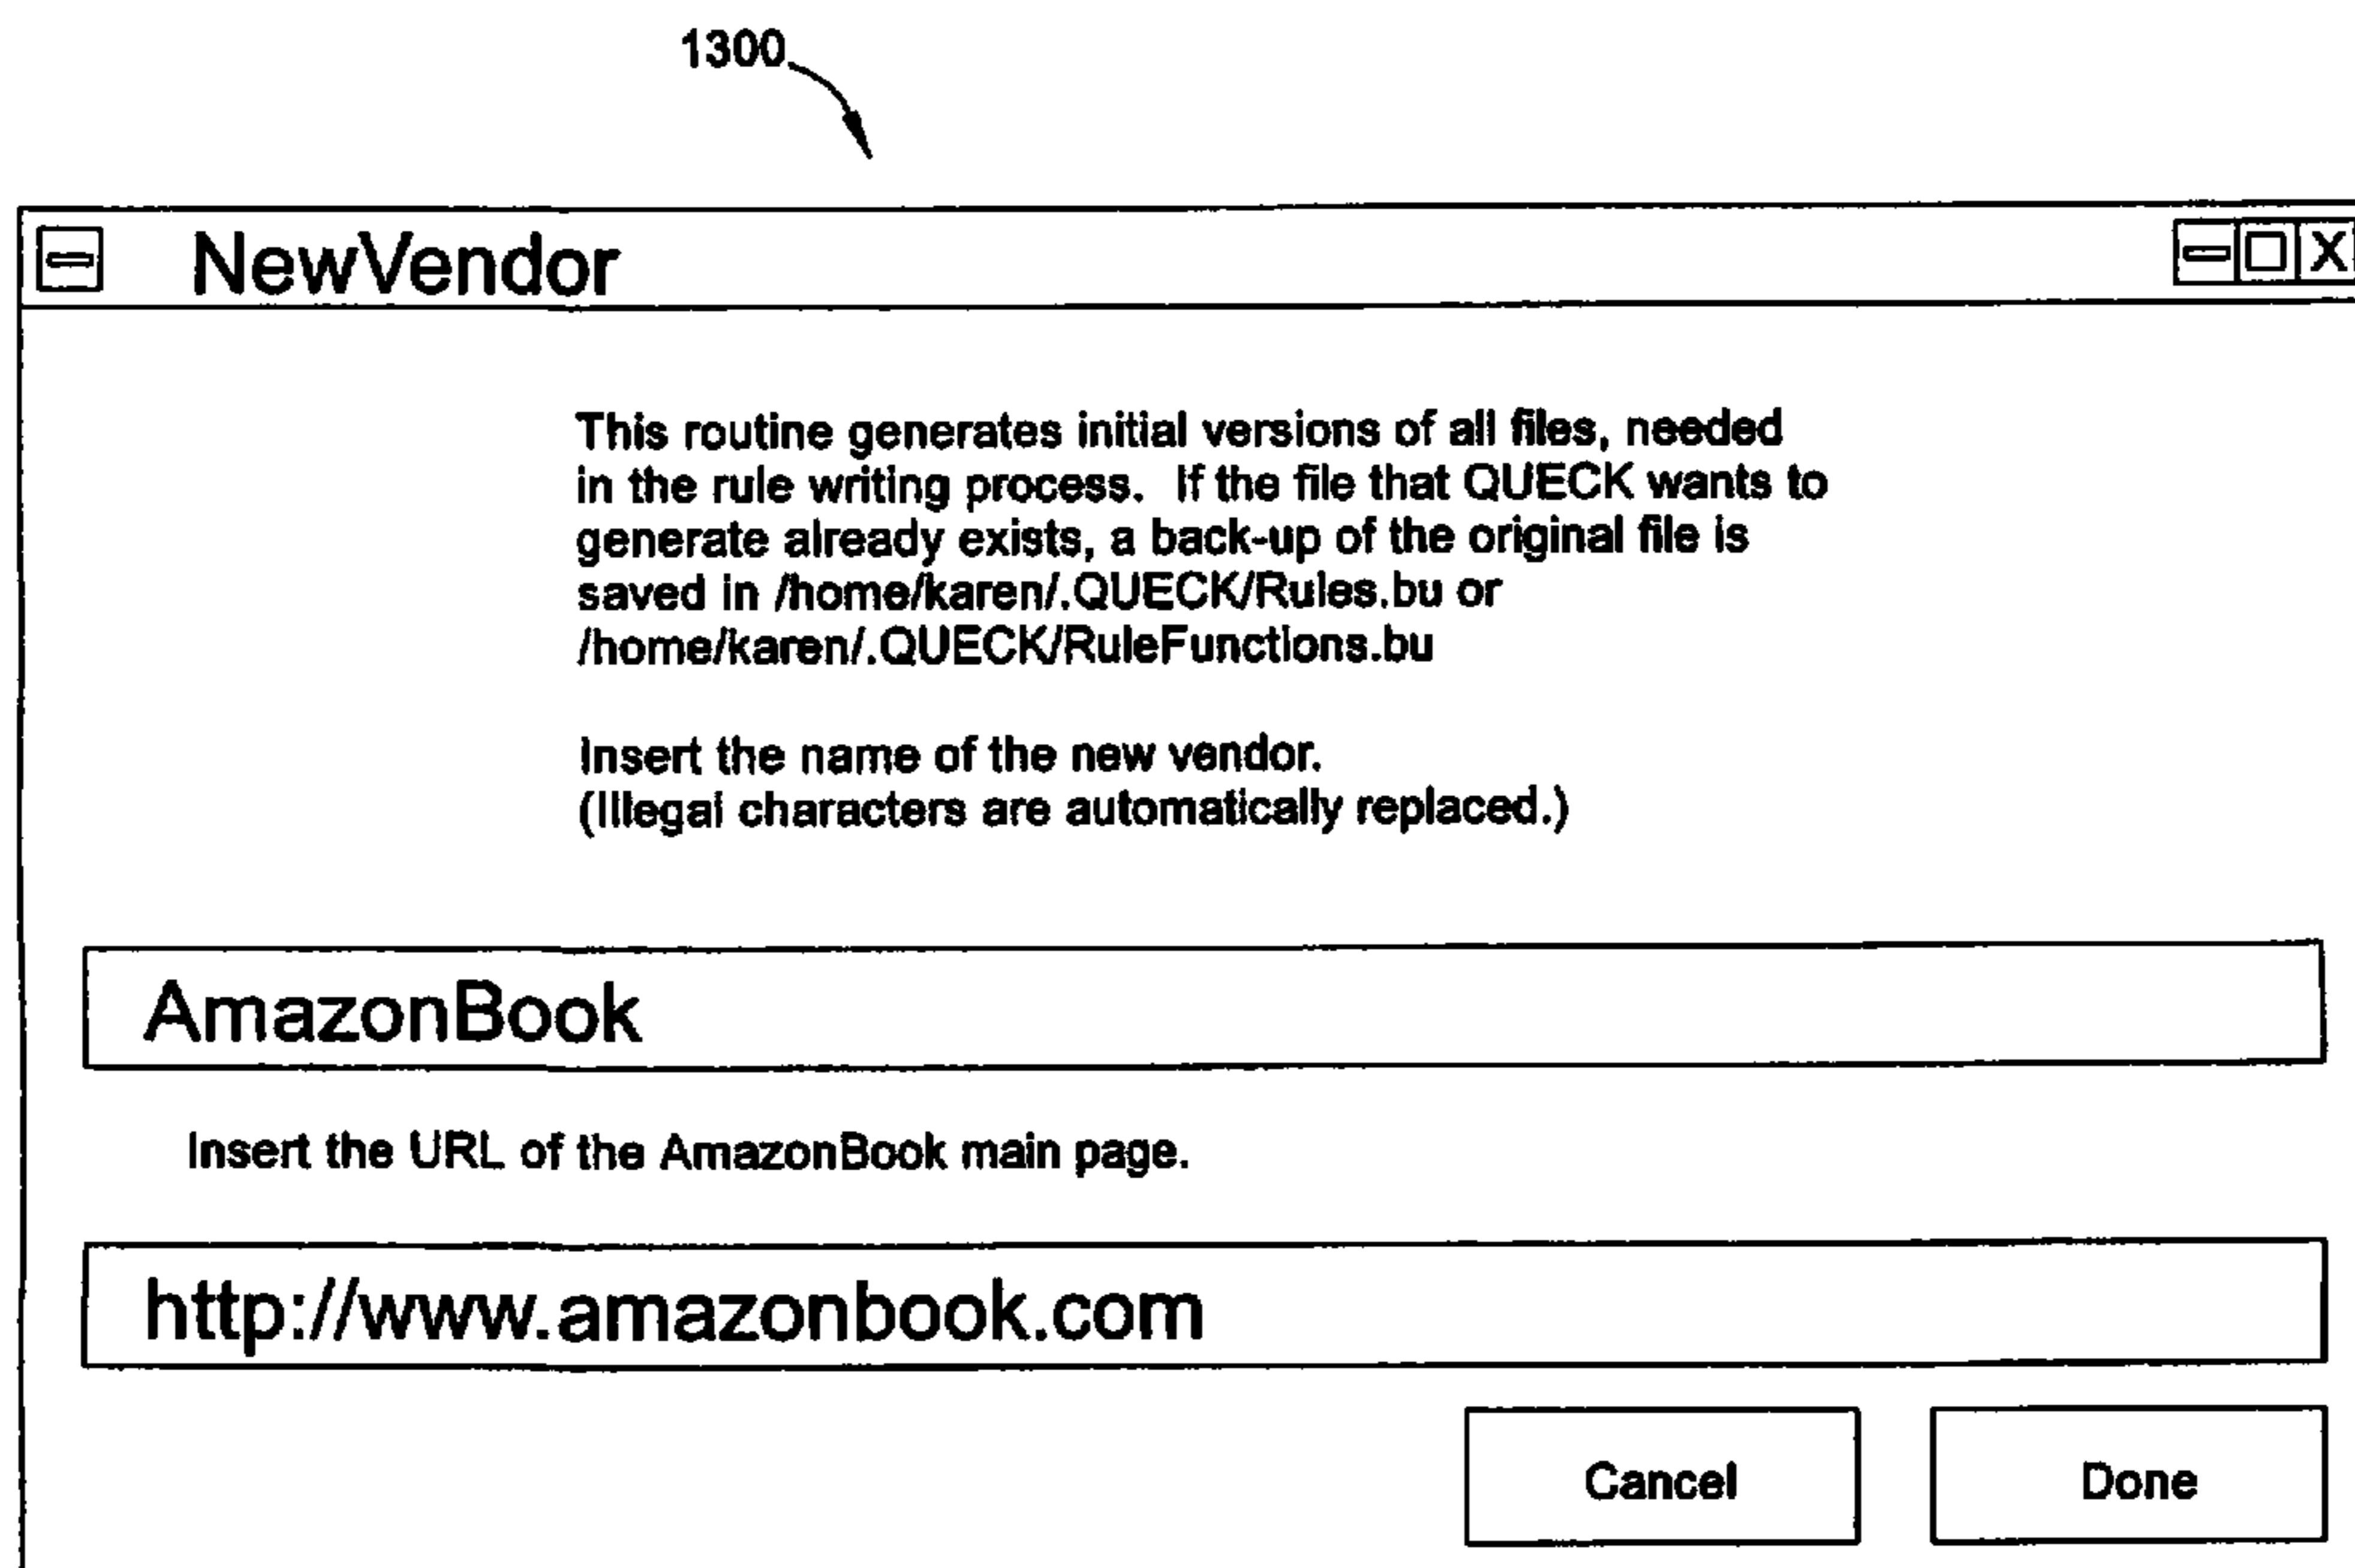 1300
NewVendor
This routine generates initial versions of all files, needed
in the rule writing process.  If the file that QUECK wants to
generate already exists, a back-up of the original file is
saved in /home/karen/.QUECK/Rules.bu or
/home/karen/.QUECK/RuleFunctions.bu
Insert the name of the new vendor.
(Illegal characters are automatically replaced.)
AmazonBook
Insert the URL of the AmazonBook main page.
http://www.amazonbook.com
Cancel Done